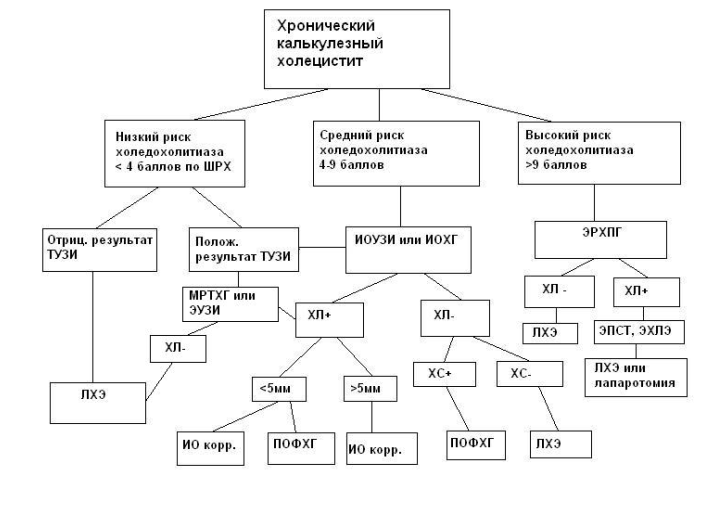 Хронический
калькулезный
холецистит
Низкий риск
холедохолитиаза
< 4 баллов по ШРХ
Средний риск
холедохолитиаза
4-9 баллов
Высокий риск
холедохолитиаза
>9 баллов
Отриц. результат
ТУЗИ
Полож.
результат ТУЗИ
ИОУЗИ или ИОХГ
ЭРХПГ
МРТХГ или
ЭУЗИ
ХЛ+
ХЛ-
ХЛ -
ХЛ+
ХЛ-
ЛХЭ
ЭПСТ, ЭХЛЭ
ЛХЭ
<5мм
>5мм
ХС+
ХС-
ЛХЭ или
лапаротомия
ИО корр.
ПОФХГ
ИО корр.
ПОФХГ
ЛХЭ